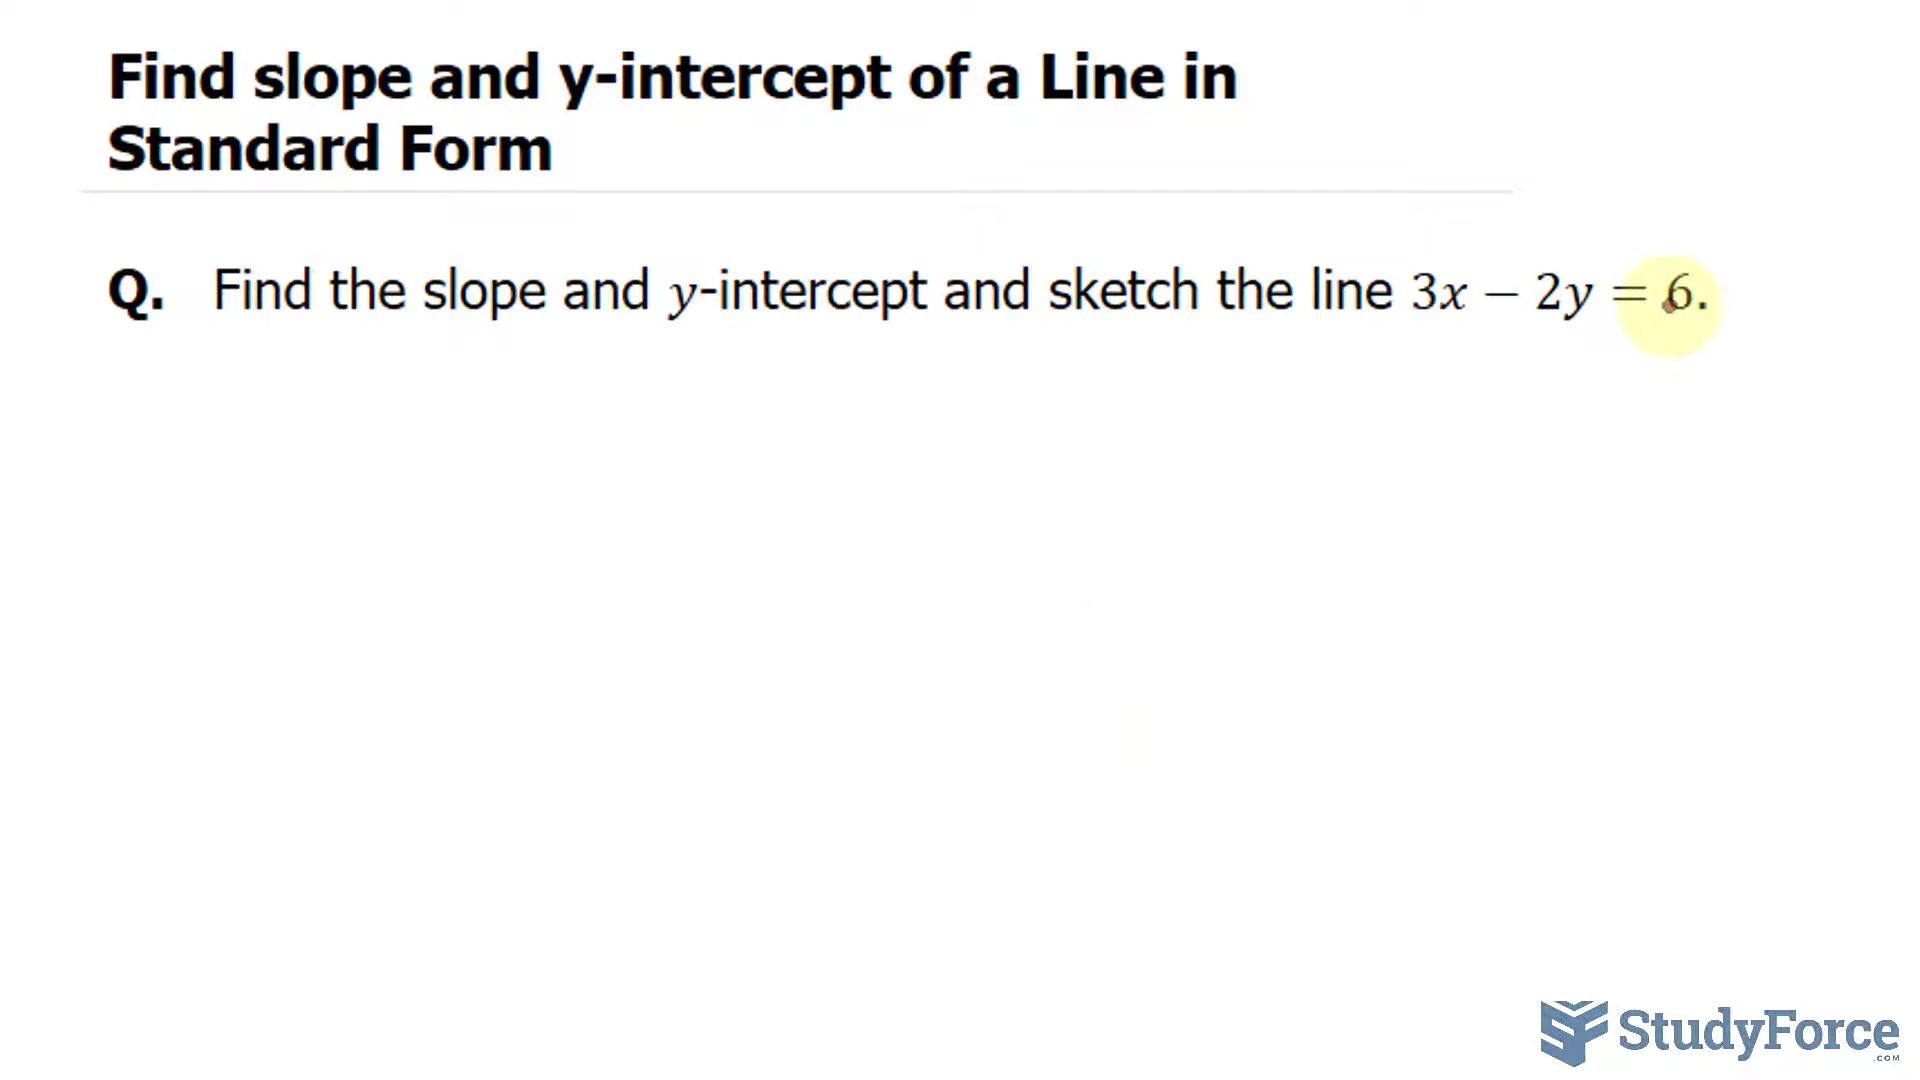 Find slope and y-intercept of a Line in
Standard Form
Q. Find the slope and y-intercept and sketch the line 3x − 2y = 6.
StudyForce
.COM